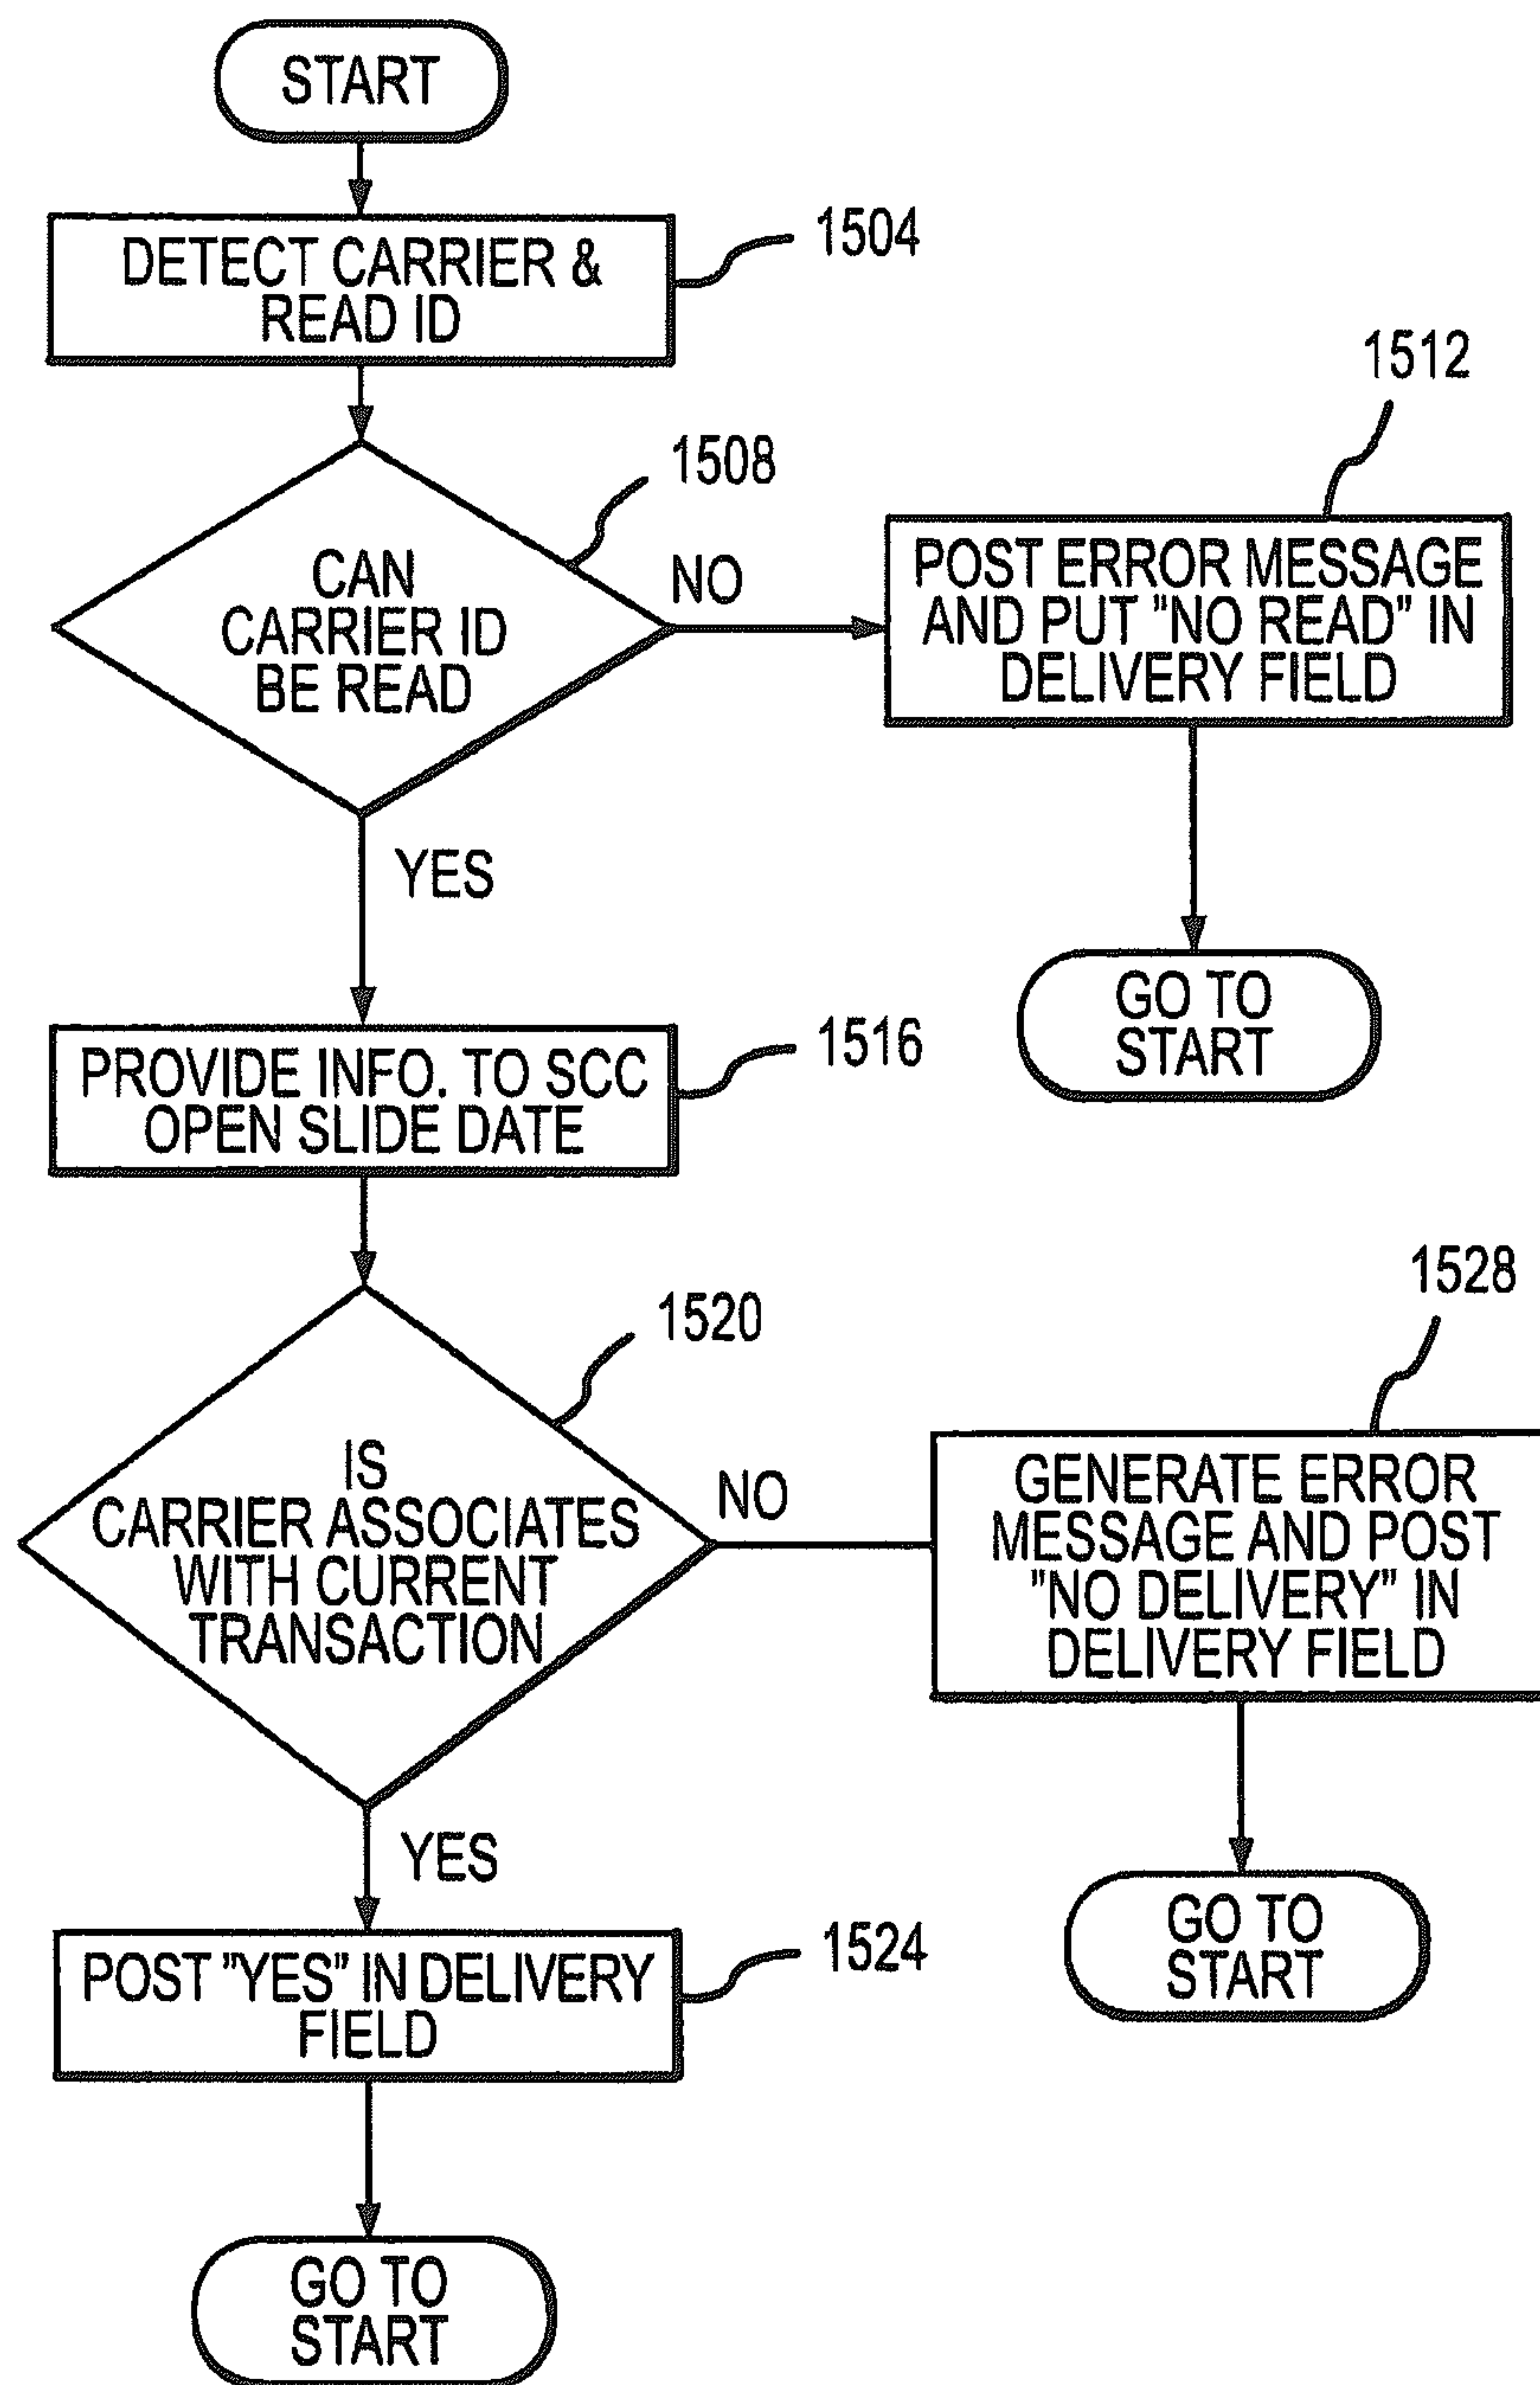 START
DETECT CARRIER &
READ ID
1504
CAN
CARRIER ID
BE READ
1508
NO
POST ERROR MESSAGE
AND PUT "NO READ" IN
DELIVERY FIELD
1512
GO TO
START
YES
PROVIDE INFO. TO SCC
OPEN SLIDE DATE
1516
IS
CARRIER ASSOCIATES
WITH CURRENT
TRANSACTION
1520
NO
GENERATE ERROR
MESSAGE AND POST
"NO DELIVERY" IN
DELIVERY FIELD
1528
GO TO
START
YES
POST "YES" IN DELIVERY
FIELD
1524
GO TO
START